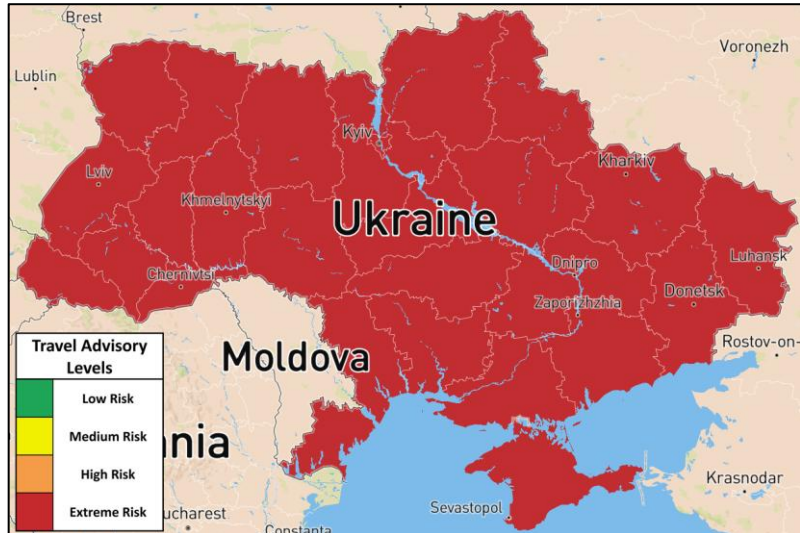 Brest
Voronezh
Lublin
Kyiv
Kharkiv
Lviv
Khmelnytskyi
Ukraine
Luhansk
Chernivtsi
Dnipro
Donetsk
Zaporizhzhia
Rostov-on-
Moldova
Travel Advisory
Levels
Low Risk
Medium Risk
High Risk
Extreme Risk
nia
Krasnodar
Sevastopol
ucharest
Constanta